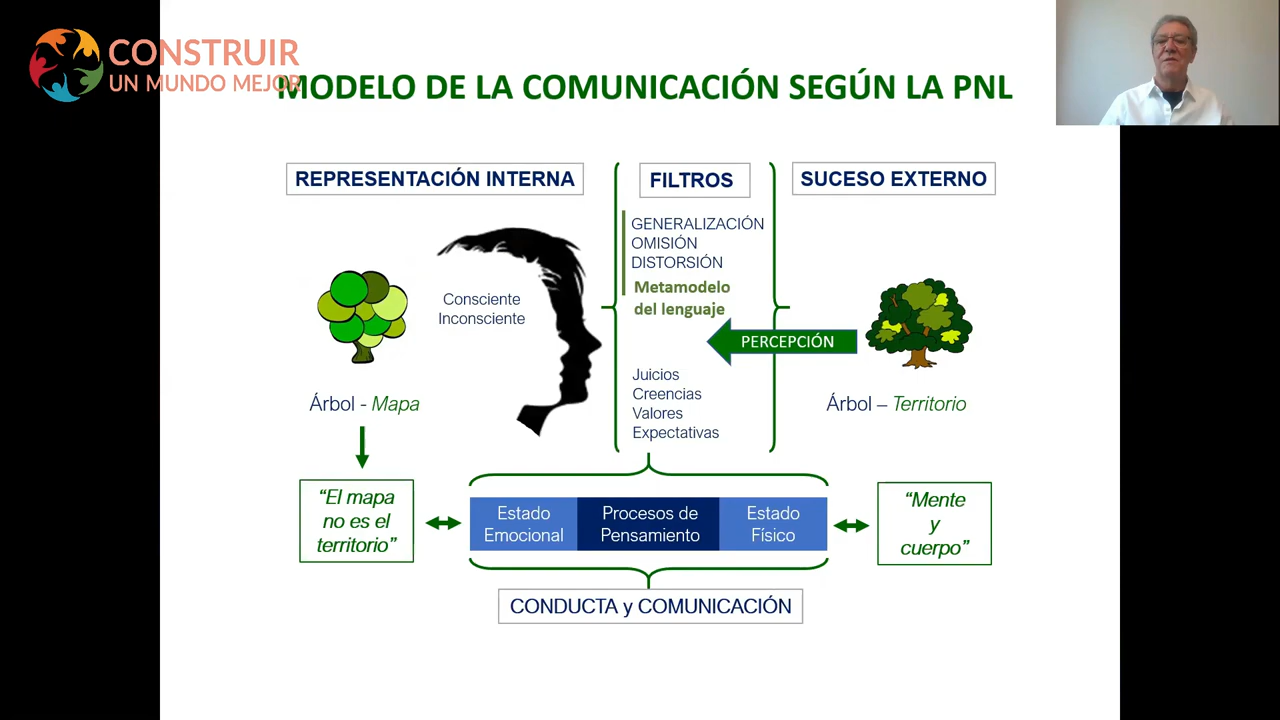 CONSTRUIR
UN MUNDO MEJOR
MODELO DE LA COMUNICACIÓN SEGÚN LA PNL
REPRESENTACIÓN INTERNA
FILTROS
SUCESO EXTERNO
GENERALIZACIÓN
OMISIÓN
DISTORSIÓN
Metamodelo
del lenguaje
Consciente
Inconsciente
PERCEPCIÓN
Juicios
Creencias
Valores
Expectativas
Árbol - Mapa
Árbol – Territorio
“El mapa
no es el
territorio”
Estado
Emocional
Procesos de
Pensamiento
Estado
Físico
“Mente
y
cuerpo”
CONDUCTA y COMUNICACIÓN